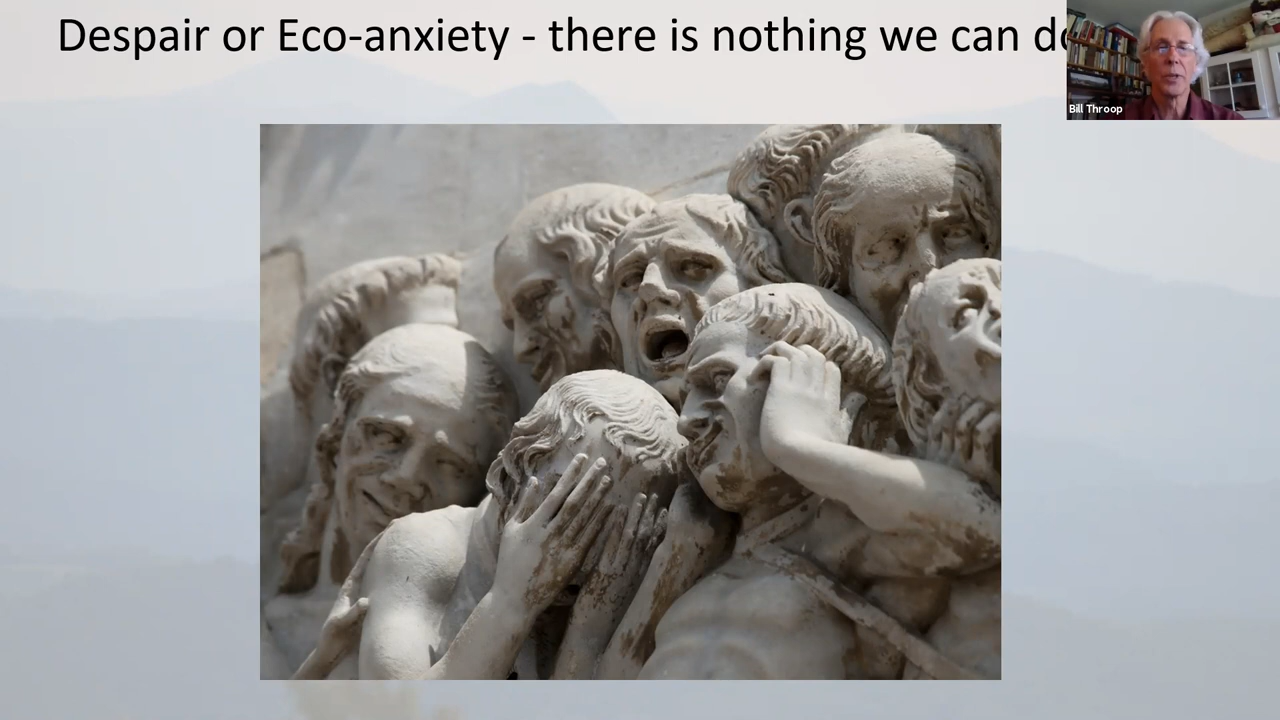 Despair or Eco-anxiety - there is nothing we can
Bill Throop